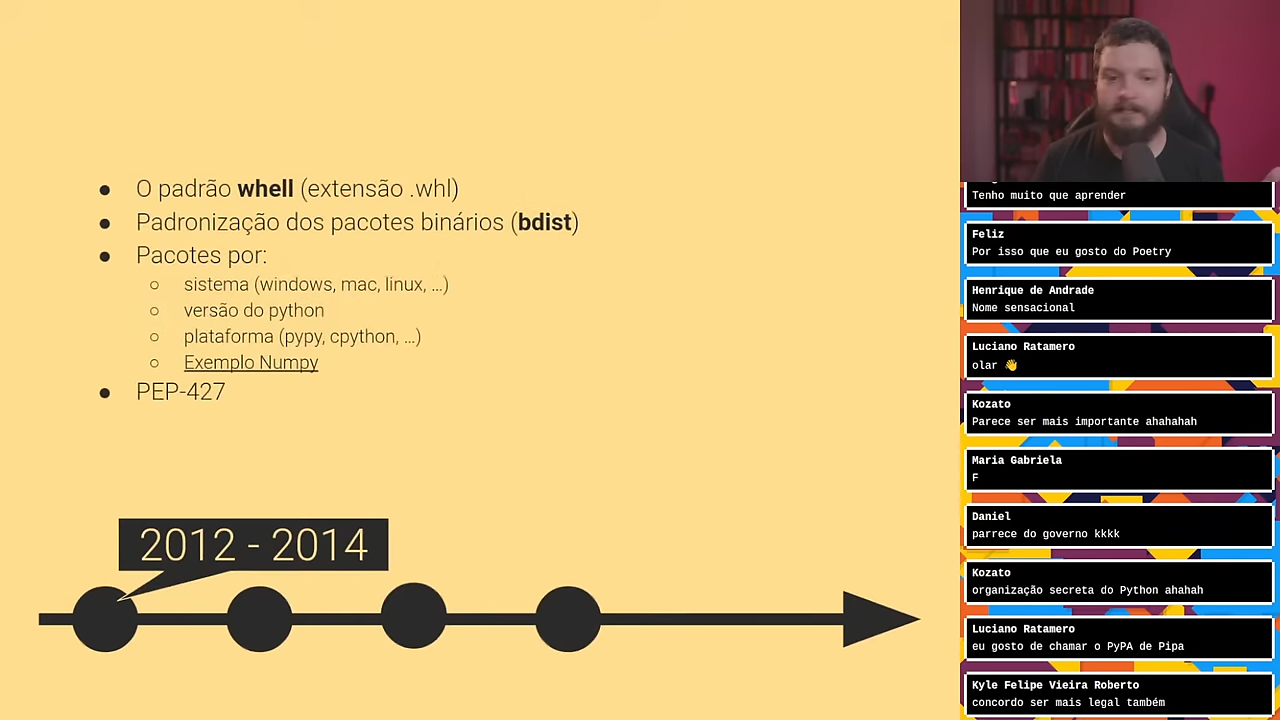 O padrão whell (extensão .whl)
Padronização dos pacotes binários (bdist)
Pacotes por:
sistema (windows, mac, linux, ...)
versão do python
plataforma (pypy, cpython, ...)
Exemplo Numpy
PEP-427
2012 - 2014
Tenho muito que aprender
Feliz
Por isso que eu gosto do Poetry
Henrique de Andrade
Nome sensacional
Luciano Ratamero
olar 👋
Kozato
Parece ser mais importante ahahahah
Maria Gabriela
F
Daniel
parrece do governo kkkk
Kozato
organização secreta do Python ahahah
Luciano Ratamero
eu gosto de chamar o PyPA de Pipa
Kyle Felipe Vieira Roberto
concordo ser mais legal também